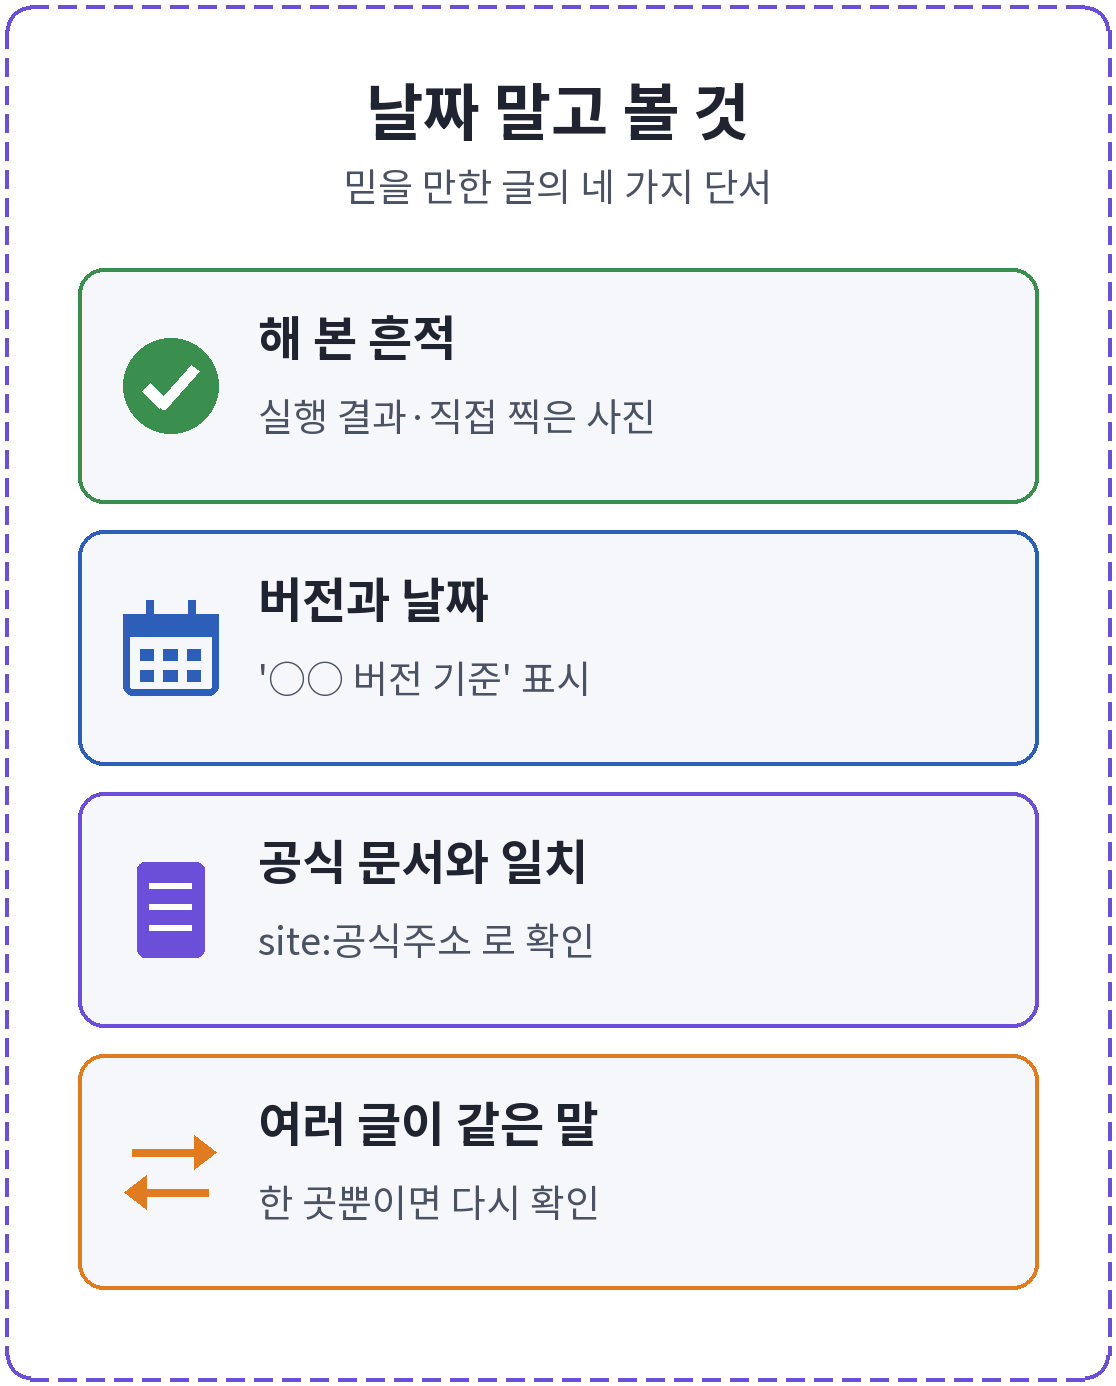 날짜 말고 볼 것
믿을 만한 글의 네 가지 단서
해 본 흔적
실행 결과·직접 찍은 사진
버전과 날짜
'○○ 버전 기준' 표시
공식 문서와 일치
site:공식주소 로 확인
여러 글이 같은 말
한 곳뿐이면 다시 확인